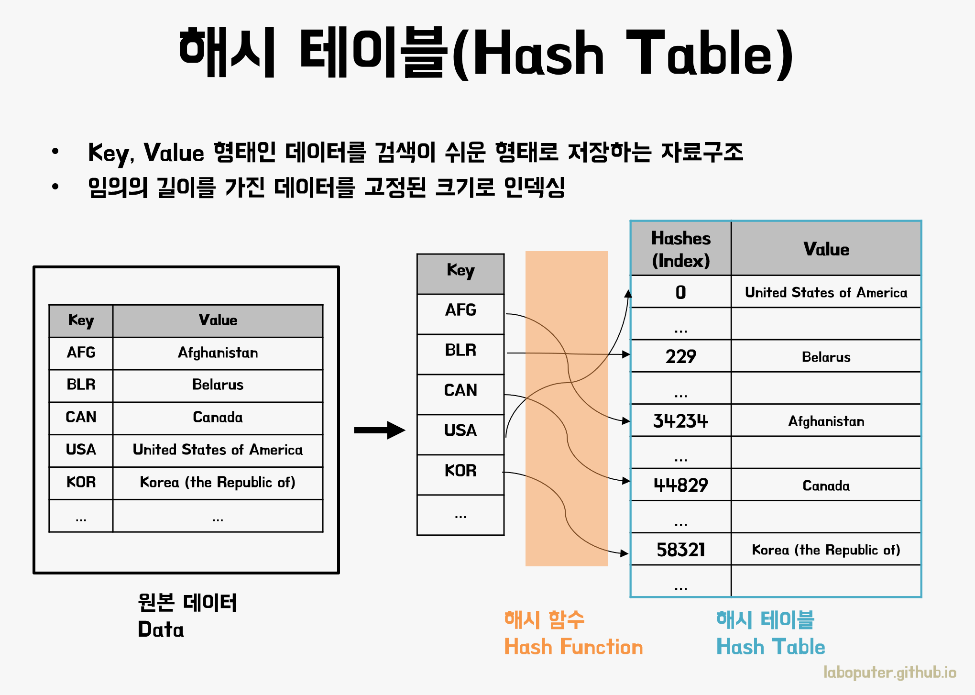 해시 테이블(Hash Table)
• Key, Value 형태인 데이터를 검색이 쉬운 형태로 저장하는 자료구조
• 임의의 길이를 가진 데이터를 고정된 크기로 인덱싱
Key Value
AFG Afghanistan
BLR Belarus
CAN Canada
USA United States of America
KOR Korea (the Republic of)
... ...
원본 데이터
Data
Key
AFG
BLR
CAN
USA
KOR
...
해시 함수
Hash Function
Hashes
(Index)
Value
0 United States of America
...
229 Belarus
...
34234 Afghanistan
...
44829 Canada
...
58321 Korea (the Republic of)
...
해시 테이블
Hash Table
laboputer.github.io